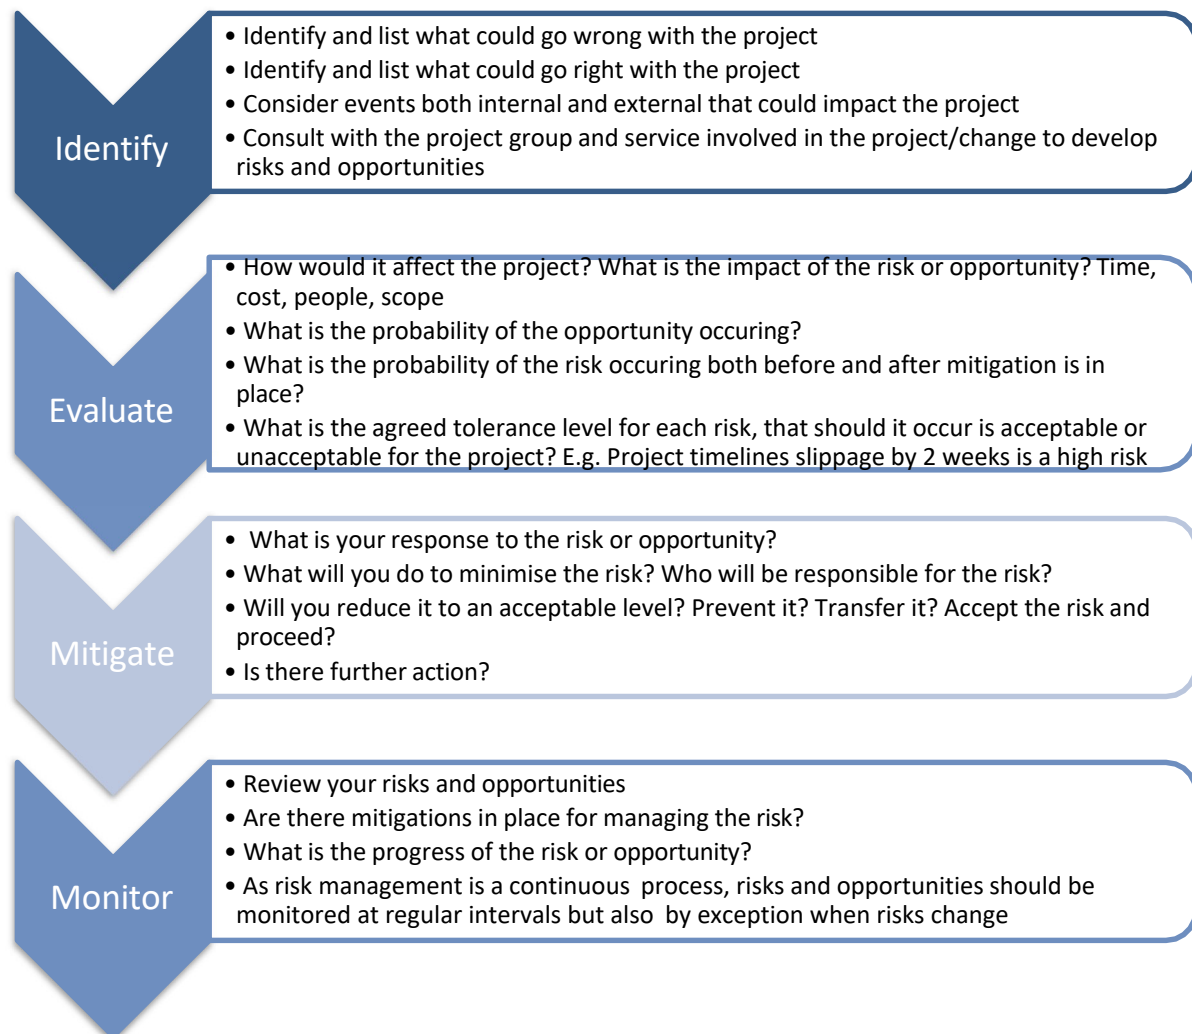 Identify
• Identify and list what could go wrong with the project
• Identify and list what could go right with the project
• Consider events both internal and external that could impact the project
• Consult with the project group and service involved in the project/change to develop
risks and opportunities
Evaluate
• How would it affect the project? What is the impact of the risk or opportunity? Time,
cost, people, scope
• What is the probability of the opportunity occuring?
• What is the probability of the risk occuring both before and after mitigation is in
place?
• What is the agreed tolerance level for each risk, that should it occur is acceptable or
unacceptable for the project? E.g. Project timelines slippage by 2 weeks is a high risk
Mitigate
• What is your response to the risk or opportunity?
• What will you do to minimise the risk? Who will be responsible for the risk?
• Will you reduce it to an acceptable level? Prevent it? Transfer it? Accept the risk and
proceed?
• Is there further action?
Monitor
• Review your risks and opportunities
• Are there mitigations in place for managing the risk?
• What is the progress of the risk or opportunity?
• As risk management is a continuous process, risks and opportunities should be
monitored at regular intervals but also by exception when risks change